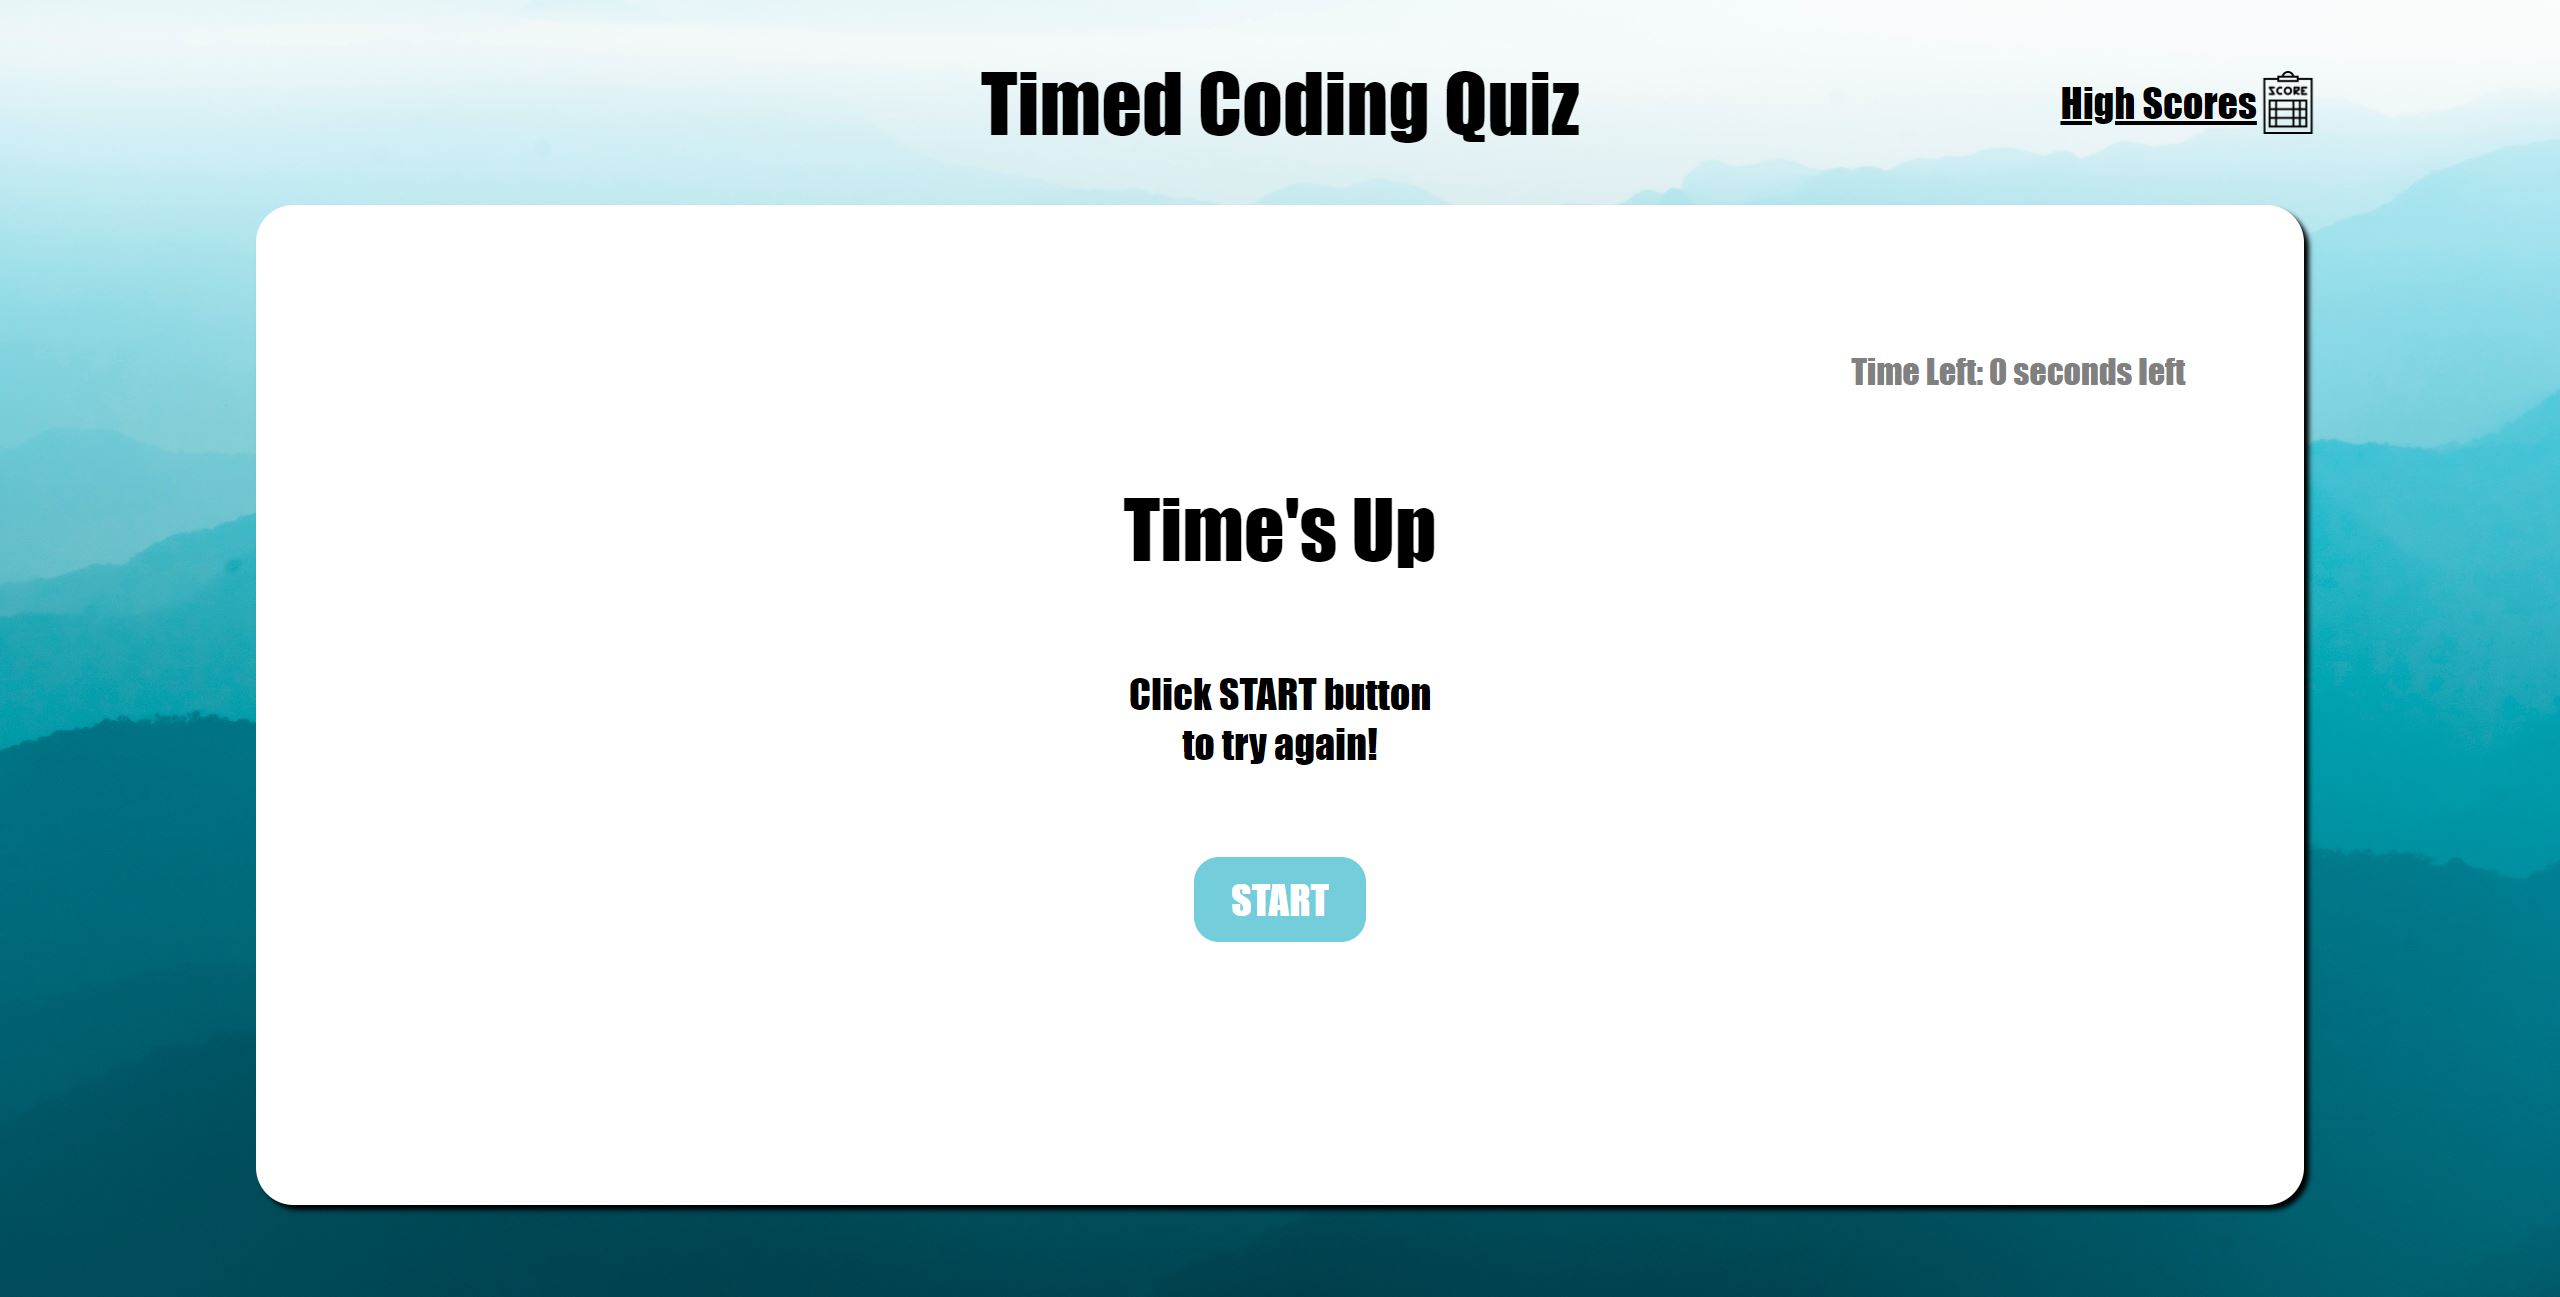 Timed Coding Quiz
High Scores
SCORE
Time Left: 0 seconds left
Time's Up
Click START button
to try again!
START